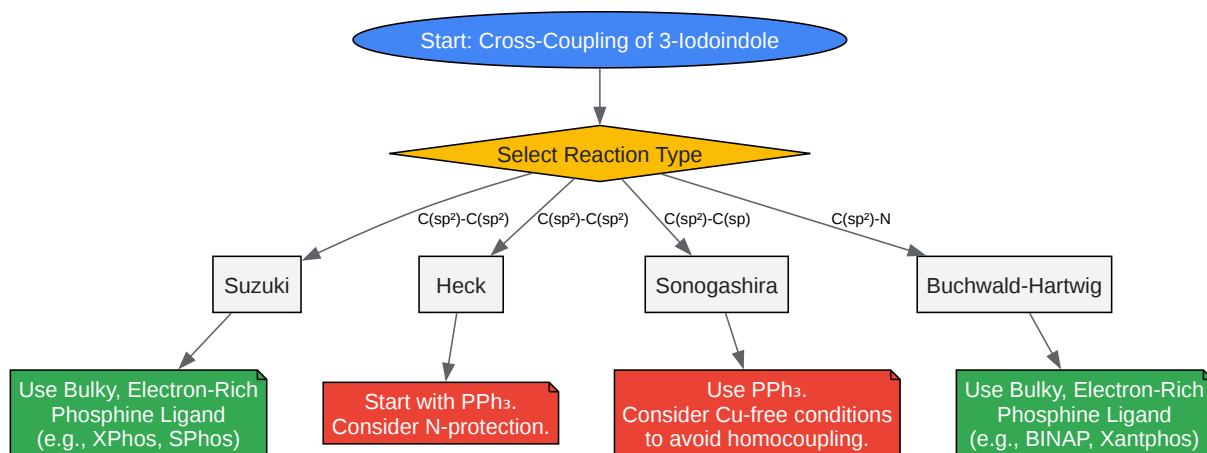 Start: Cross-Coupling of 3-Iodoindole
Select Reaction Type
C(sp²)-C(sp²)
C(sp²)-C(sp²)
C(sp²)-C(sp)
C(sp²)-N
Suzuki
Heck
Sonogashira
Buchwald-Hartwig
Use Bulky, Electron-Rich
Phosphine Ligand
(e.g., XPhos, SPhos)
Start with PPh₃.
Consider N-protection.
Use PPh₃.
Consider Cu-free conditions
to avoid homocoupling.
Use Bulky, Electron-Rich
Phosphine Ligand
(e.g., BINAP, Xantphos)